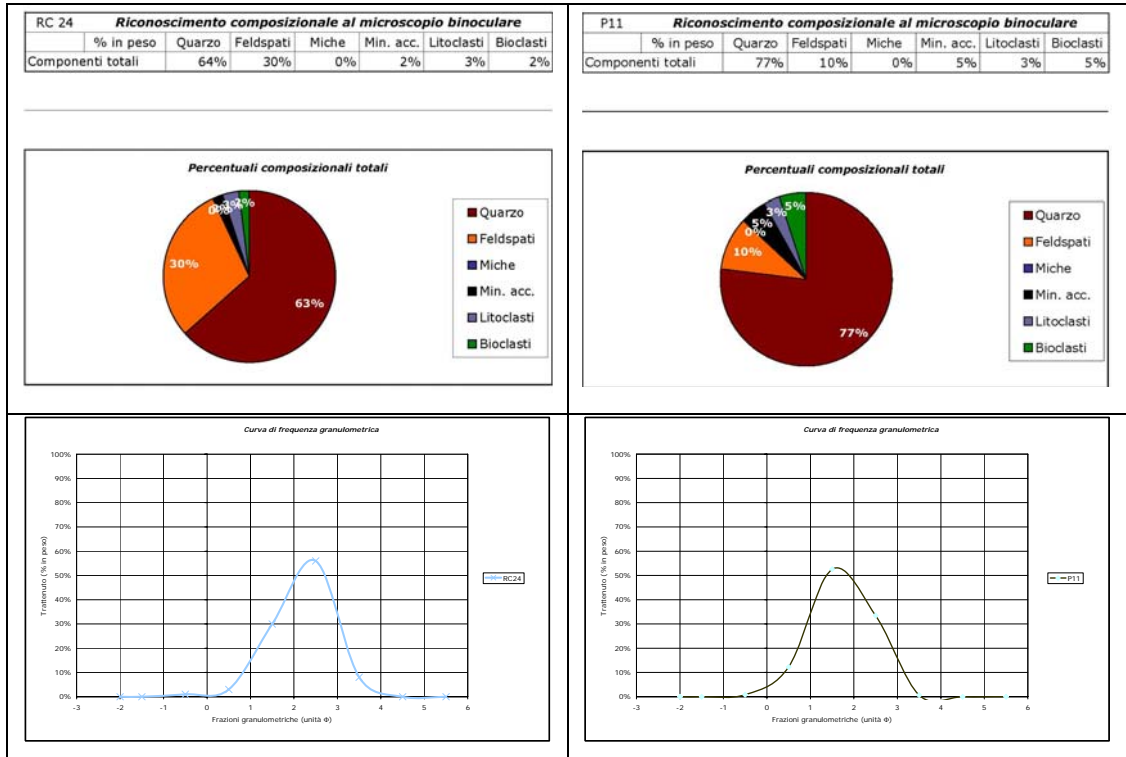 RC 24 Riconoscimento composizionale al microscopio binoculare
% in peso Quarzo Feldspati Miche Min. acc. Litoclasti Bioclasti
Componenti totali 64% 30% 0% 2% 3% 2%
Percentuali composizionali totali
0% 2% 3% 2%
30%
63%
Quarzo
Feldspati
Miche
Min. acc.
Litoclasti
Bioclasti
P11 Riconoscimento composizionale al microscopio binoculare
% in peso Quarzo Feldspati Miche Min. acc. Litoclasti Bioclasti
Componenti totali 77% 10% 0% 5% 3% 5%
Percentuali composizionali totali
3% 5%
5%
0%
10%
77%
Quarzo
Feldspati
Miche
Min. acc.
Litoclasti
Bioclasti
Curva di frequenza granulometrica
100%
90%
80%
70%
60%
50%
40%
30%
20%
10%
0%
-3 -2 -1 0 1 2 3 4 5 6
Trattenuto (% in peso)
Frazioni granulometriche (unità Φ)
RC24
Curva di frequenza granulometrica
100%
90%
80%
70%
60%
50%
40%
30%
20%
10%
0%
-3 -2 -1 0 1 2 3 4 5 6
Trattenuto (% in peso)
Frazioni granulometriche (unità Φ)
P11